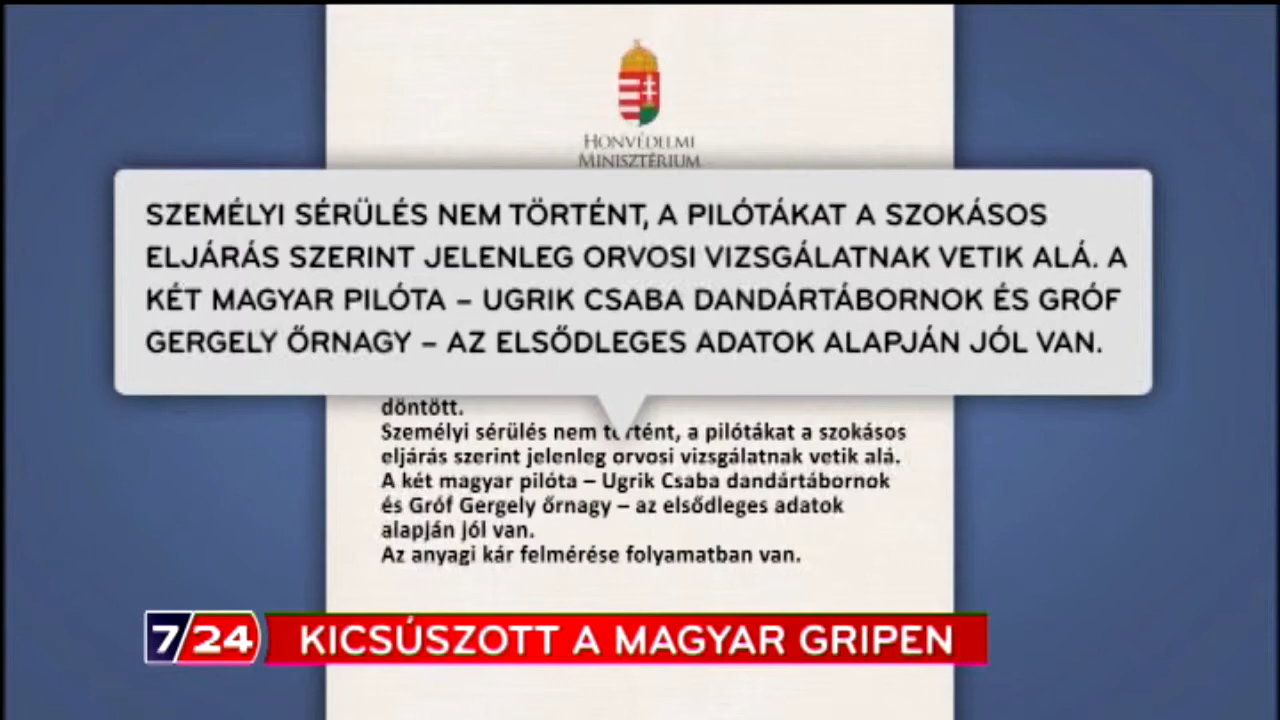 HONVÉDELMI
MINISZTÉRIUM
SZEMÉLYI SÉRÜLÉS NEM TÖRTÉNT, A PILÓTÁKAT A SZOKÁSOS
ELJÁRÁS SZERINT JELENLEG ORVOSI VIZSGÁLATNAK VETIK ALÁ. A
KÉT MAGYAR PILÓTA – UGRIK CSABA DANDÁRTÁBORNOK ÉS GRÓF
GERGELY ŐRNAGY – AZ ELSŐDLEGES ADATOK ALAPJÁN JÓL VAN.
döntött.
Személyi sérülés nem történt, a pilótákat a szokásos
eljárás szerint jelenleg orvosi vizsgálatnak vetik alá.
A két magyar pilóta – Ugrik Csaba dandártábornok
és Gróf Gergely őrnagy – az elsődleges adatok
alapján jól van.
Az anyagi kár felmérése folyamatban van.
7/24 KICSÚSZOTT A MAGYAR GRIPEN